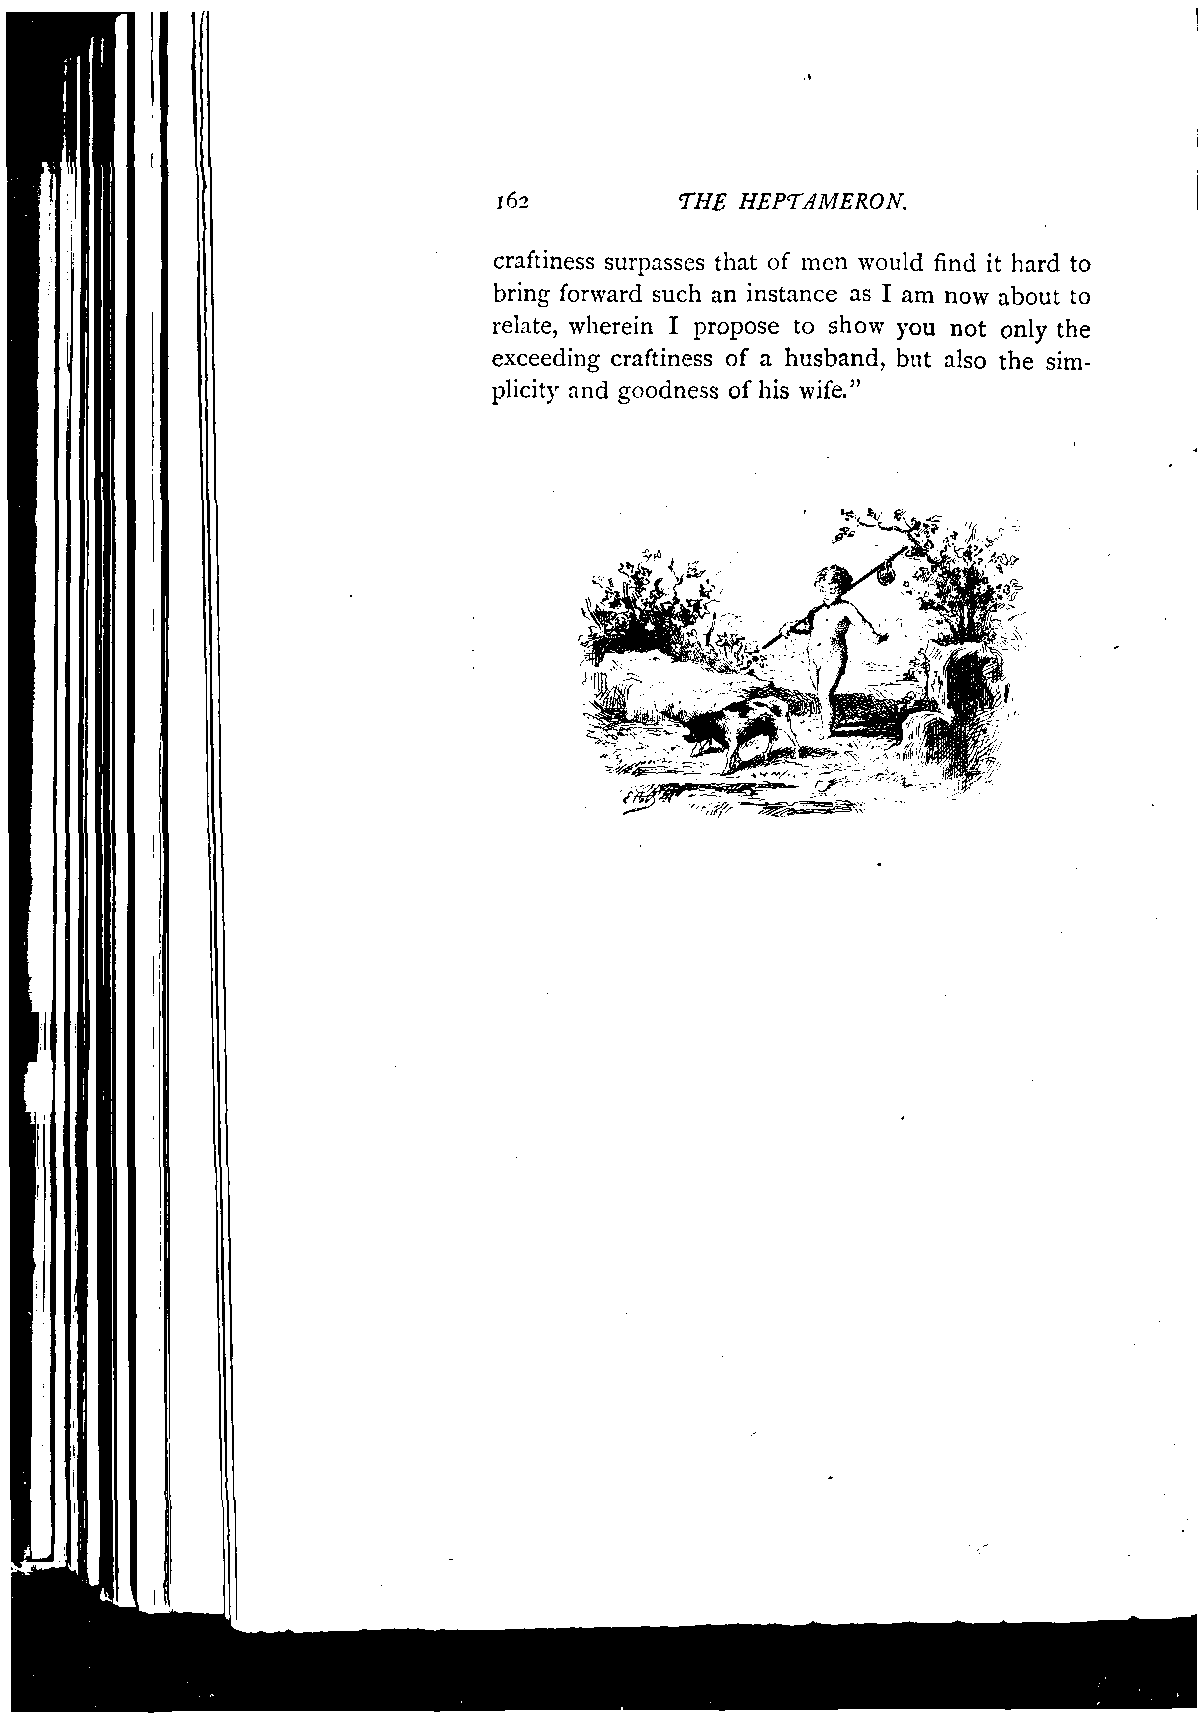 162 THE HEPTAMERON.
craftiness surpasses that of men would find it hard to
bring forward such an instance as I am now about to
relate, wherein I propose to show you not only the
exceeding craftiness of a husband, but also the sim-
plicity and goodness of his wife."